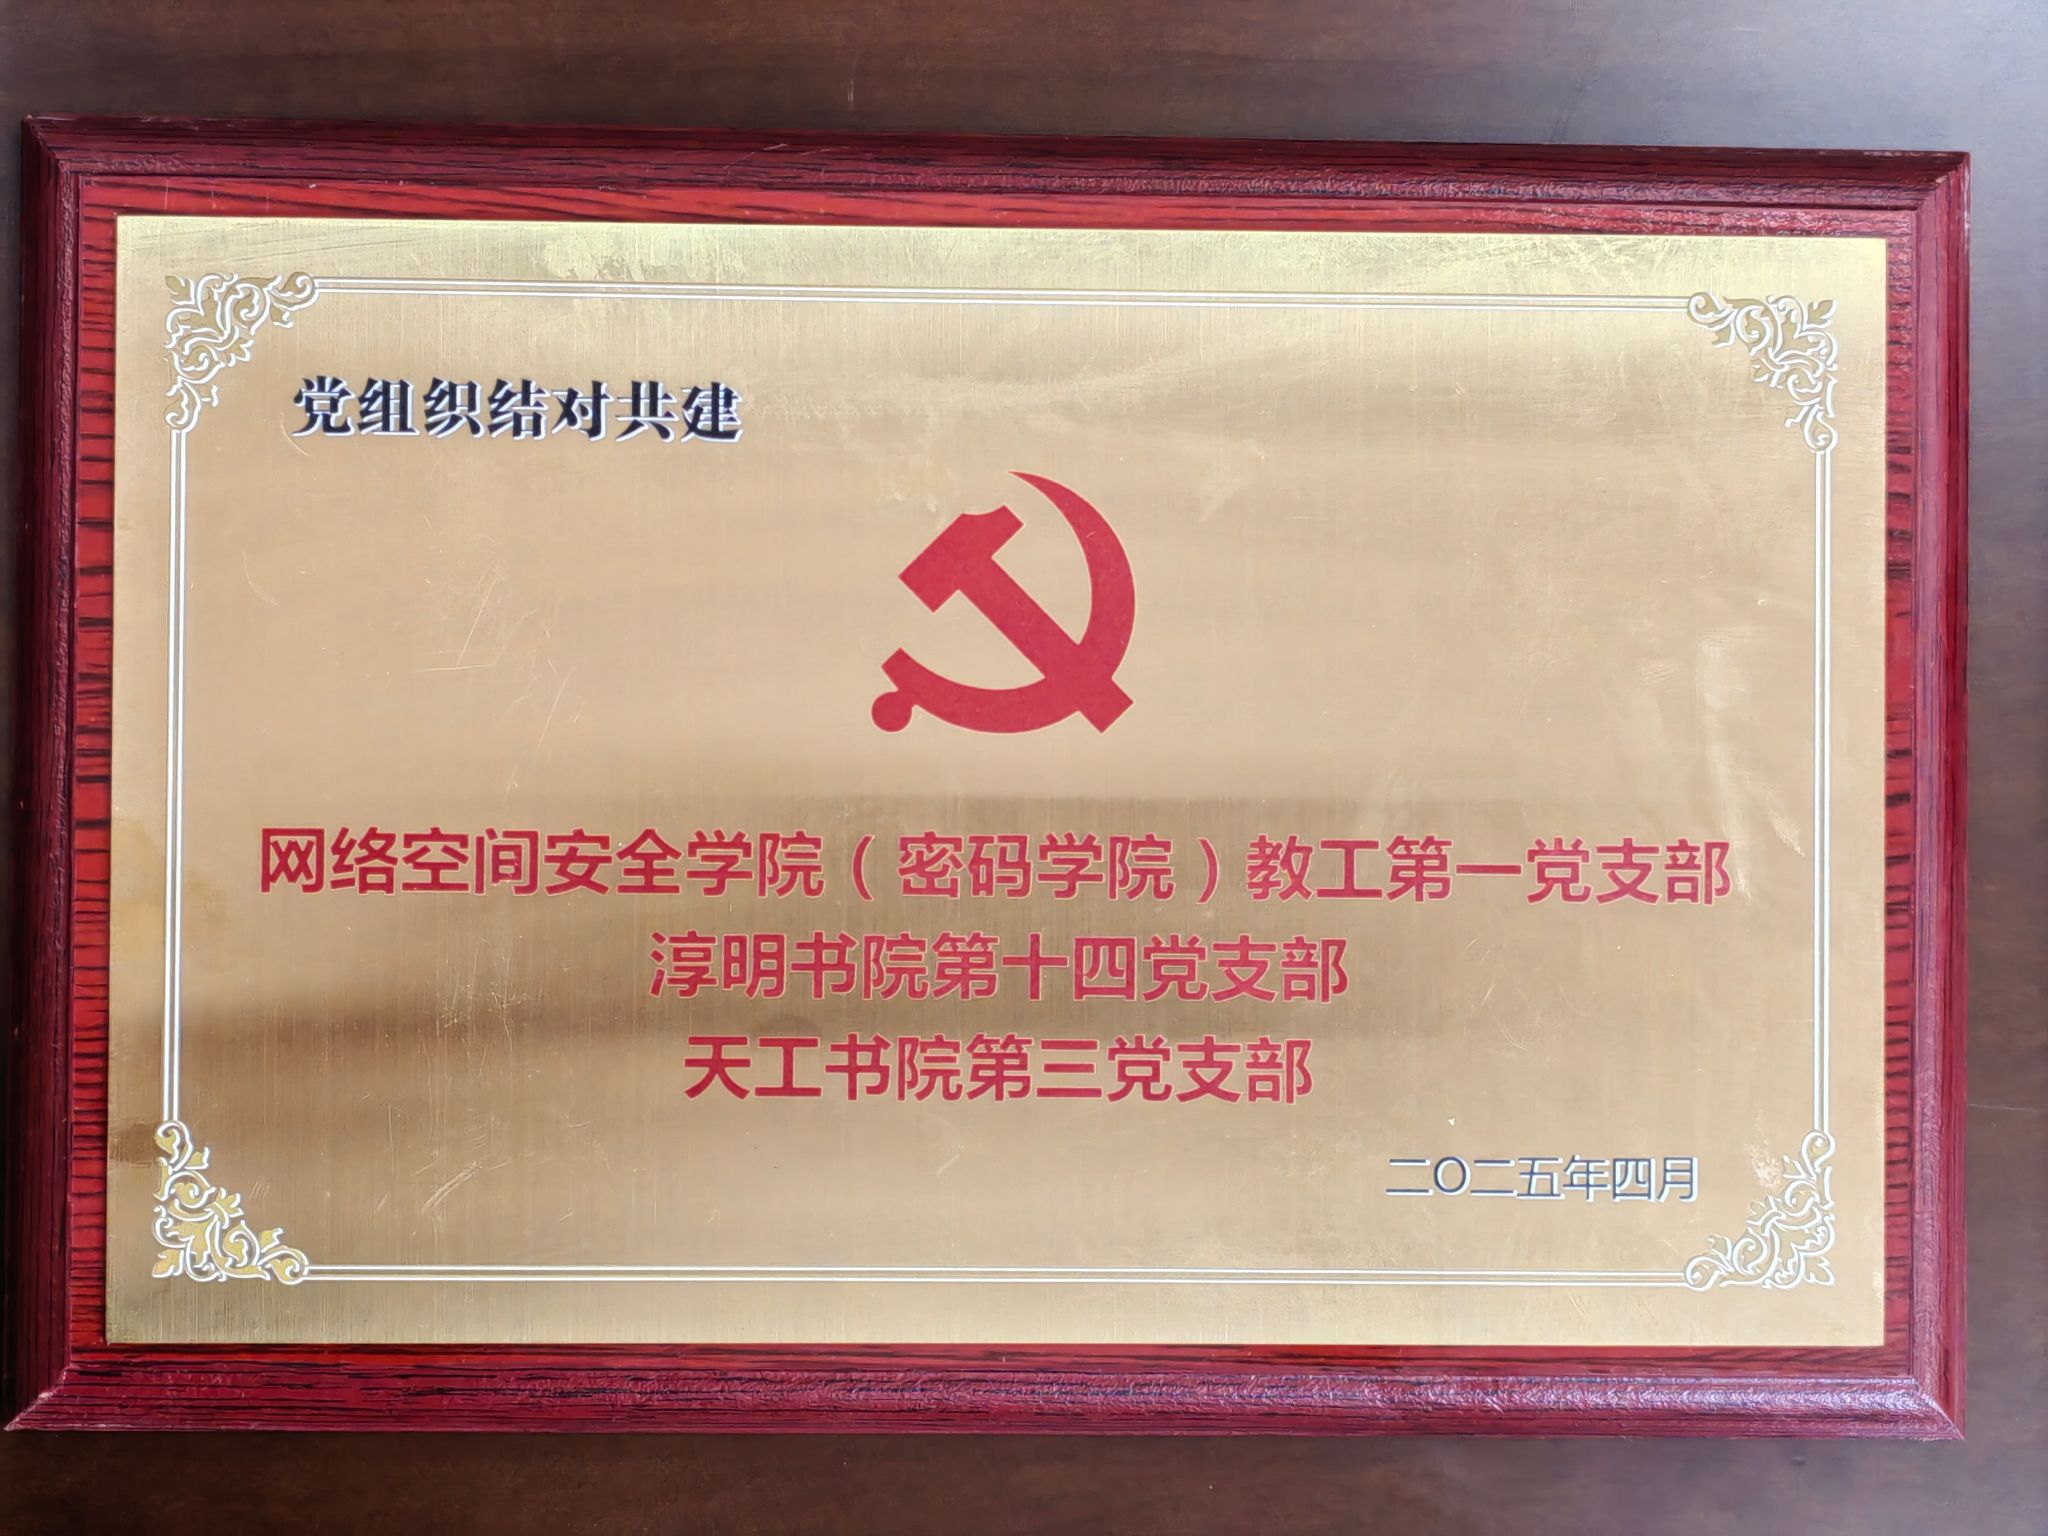 党组织结对共建
网络空间安全学院（密码学院）教工第一党支部
淳明书院第十四党支部
天工书院第三党支部
二〇二五年四月